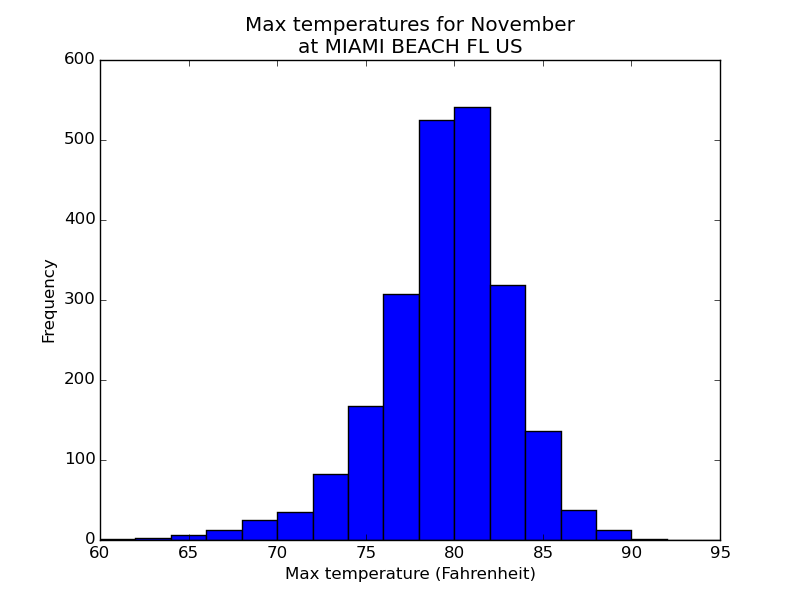 Max temperatures for November
at MIAMI BEACH FL US
600
500
400
300
200
100
0
Frequency
60 65 70 75 80 85 90 95
Max temperature (Fahrenheit)